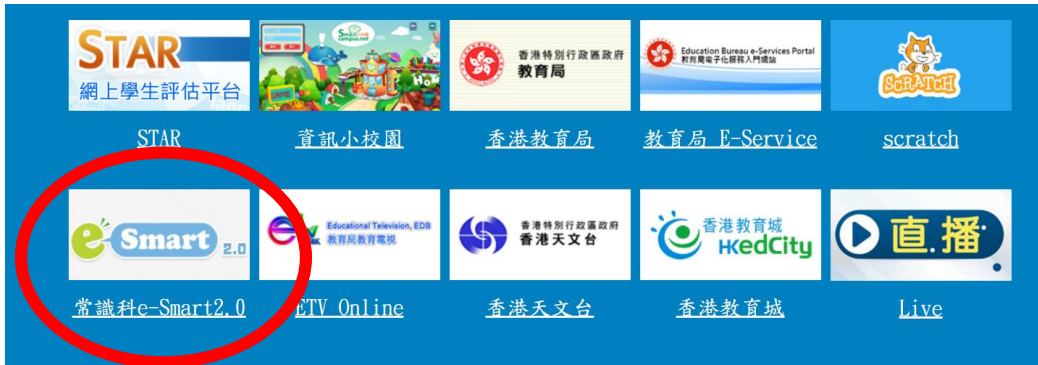 STAR
網上學生評估平台
Smart
campus.net
GAME
香港特別行政區政府
教育局
Education Bureau e-Services Portal
教育局電子化服務入門網站
SCRATCH
STAR
資訊小校園
香港教育局
教育局 E-Service
scratch
e Smart 2.0
Educational Television, EDB
教育局教育電視
香港特別行政區政府
香港天文台
香港教育城
HKedCity
直播
常識科e-Smart2.0
ETV Online
香港天文台
香港教育城
Live